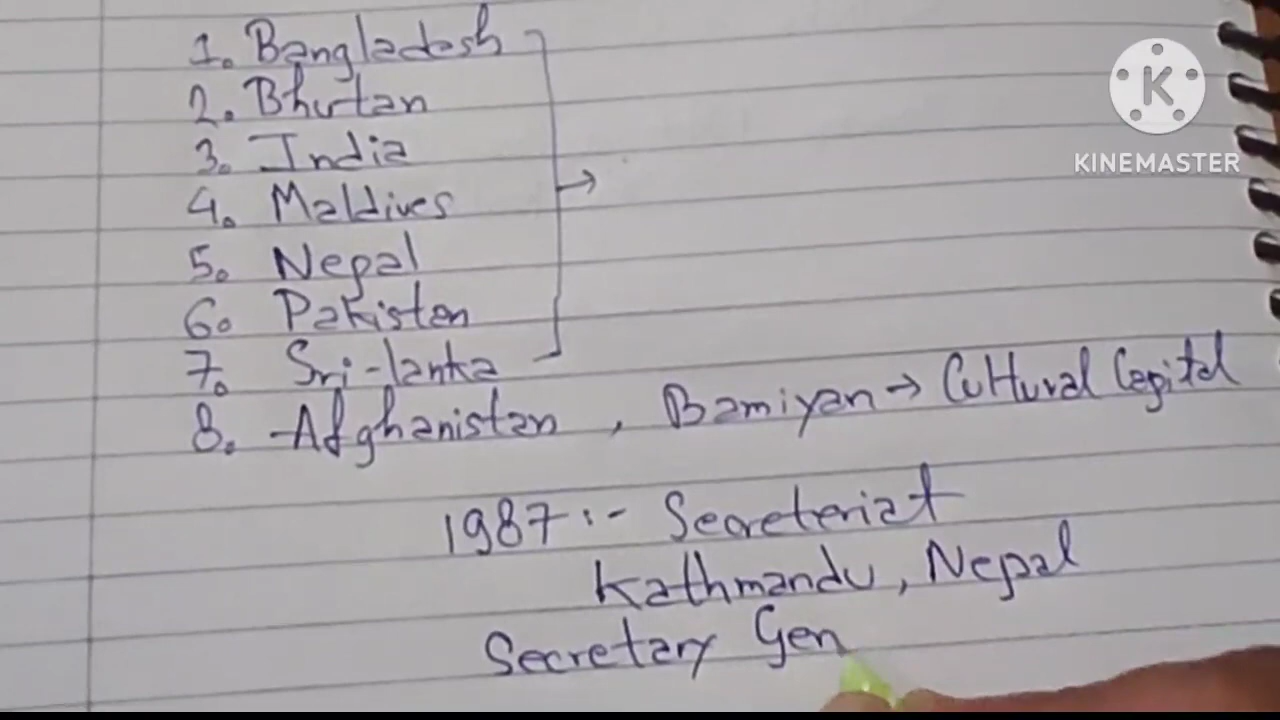 1. Bangladesh
2. Bhutan
3. India
4. Maldives
5. Nepal
6. Pakistan
7. Sri-lanka
8. Afghanistan, Bamiyan → Cultural Capital
1987 :- Secreteriat
Kathmandu, Nepal
Secretary Gen
K
KINEMASTER